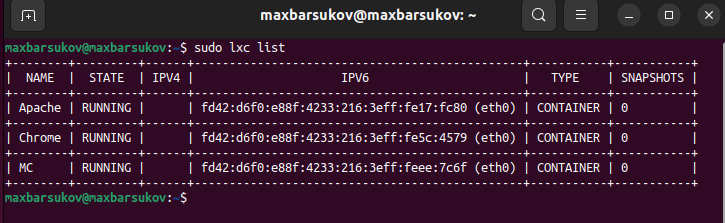 maxbarsukov@maxbarsukov: ~
maxbarsukov@maxbarsukov:~$ sudo lxc list
+--------+---------+------+-----------------------------------------------+-----------+-----------+
|  NAME  |  STATE  | IPV4 |                     IPV6                      |   TYPE    | SNAPSHOTS |
+--------+---------+------+-----------------------------------------------+-----------+-----------+
| Apache | RUNNING |      | fd42:d6f0:e88f:4233:216:3eff:fe17:fc80 (eth0) | CONTAINER | 0         |
+--------+---------+------+-----------------------------------------------+-----------+-----------+
| Chrome | RUNNING |      | fd42:d6f0:e88f:4233:216:3eff:fe5c:4579 (eth0) | CONTAINER | 0         |
+--------+---------+------+-----------------------------------------------+-----------+-----------+
| MC     | RUNNING |      | fd42:d6f0:e88f:4233:216:3eff:feee:7c6f (eth0) | CONTAINER | 0         |
+--------+---------+------+-----------------------------------------------+-----------+-----------+
maxbarsukov@maxbarsukov:~$